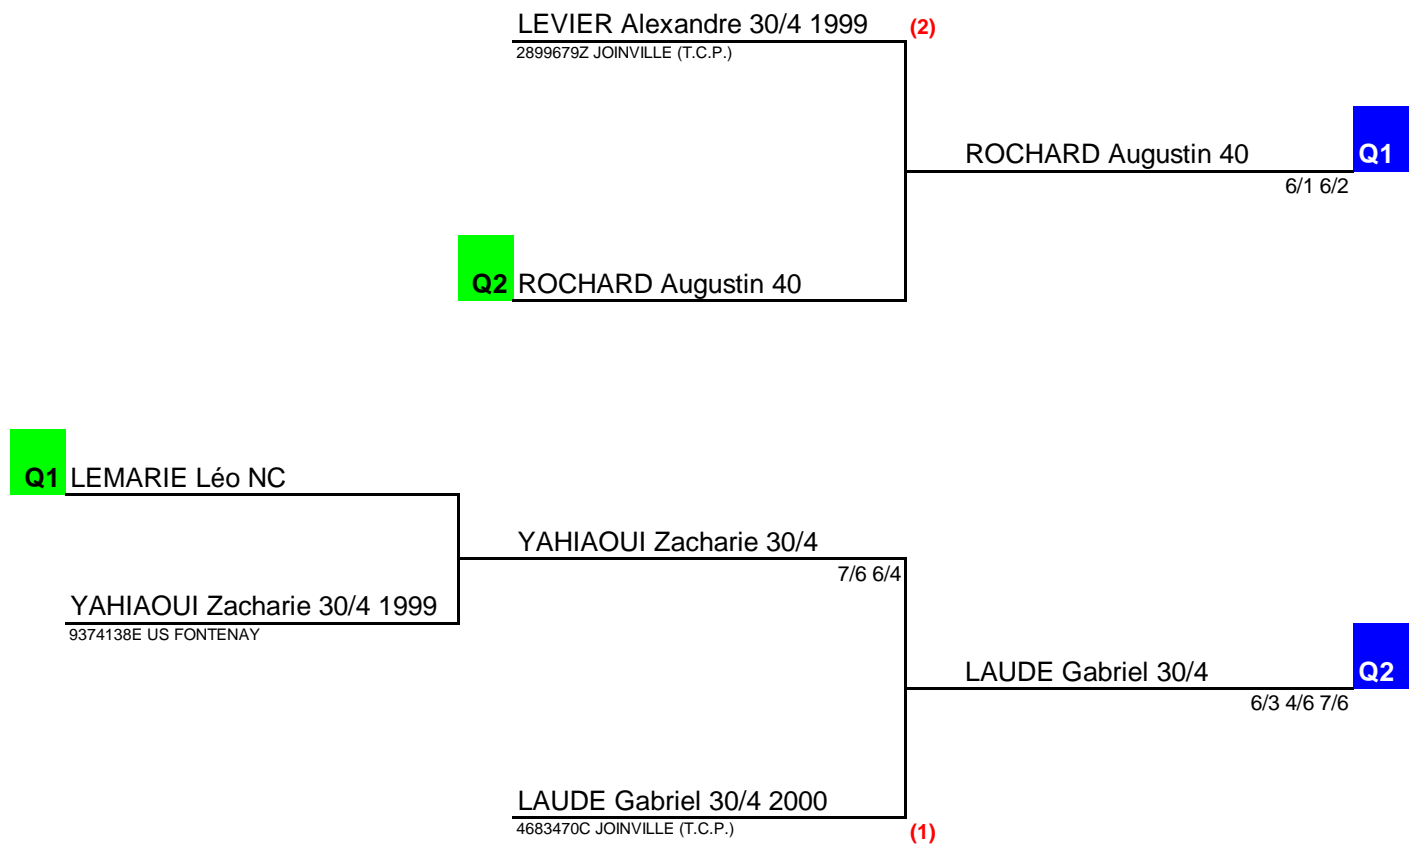 LEVIER Alexandre 30/4 1999 (2)
2899679Z JOINVILLE (T.C.P.)
ROCHARD Augustin 40 Q1
6/1 6/2
Q2 ROCHARD Augustin 40
Q1 LEMARIE Léo NC
YAHIAOUI Zacharie 30/4
7/6 6/4
YAHIAOUI Zacharie 30/4 1999
9374138E US FONTENAY
LAUDE Gabriel 30/4 Q2
6/3 4/6 7/6
LAUDE Gabriel 30/4 2000
4683470C JOINVILLE (T.C.P.) (1)